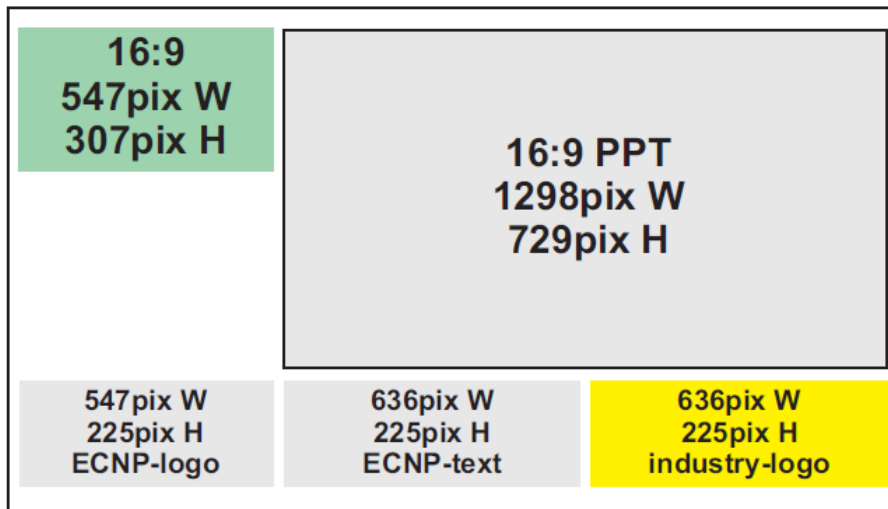 16:9
547pix W
307pix H
16:9 PPT
1298pix W
729pix H
547pix W
225pix H
ECNP-logo
636pix W
225pix H
ECNP-text
636pix W
225pix H
industry-logo